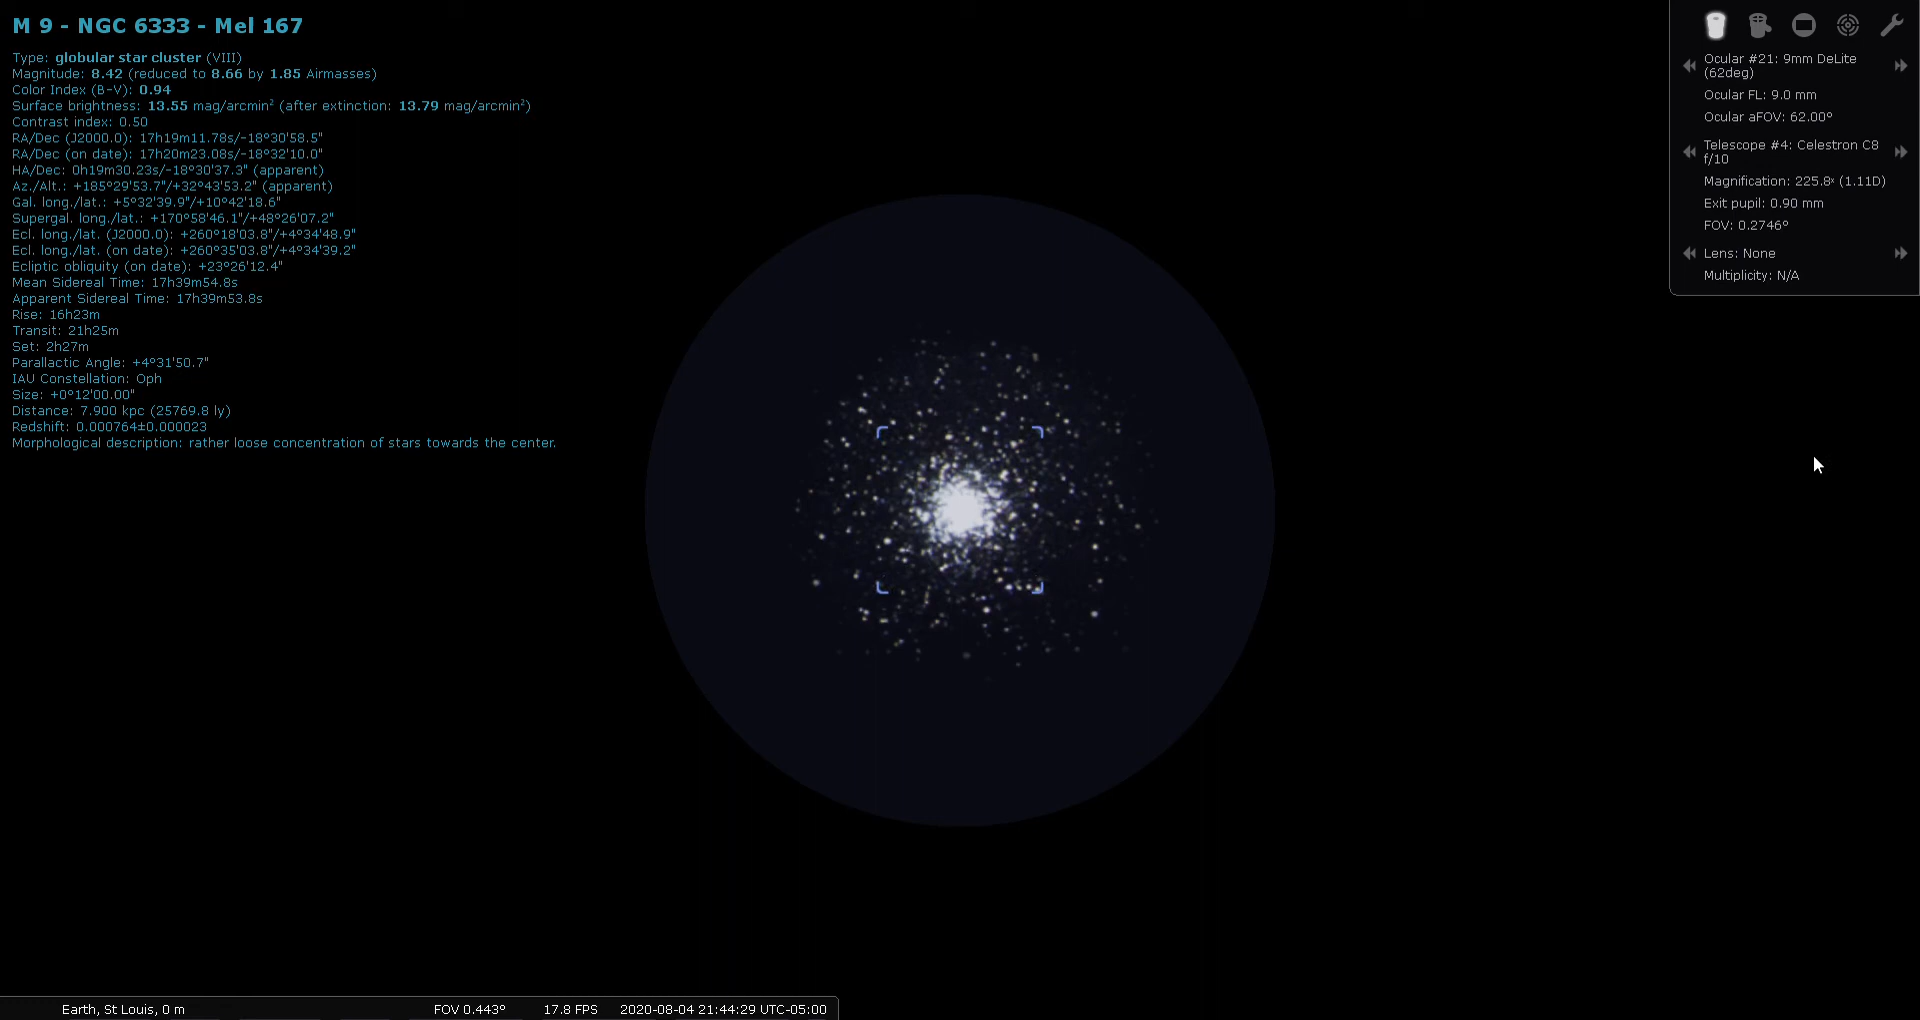 M 9 - NGC 6333 - Mel 167
Type: globular star cluster (VIII)
Magnitude: 8.42 (reduced to 8.66 by 1.85 Airmasses)
Color Index (B-V): 0.94
Surface brightness: 13.55 mag/arcmin² (after extinction: 13.79 mag/arcmin²)
Contrast index: 0.50
RA/Dec (J2000.0): 17h19m11.78s/-18°30'58.5"
RA/Dec (on date): 17h20m23.08s/-18°32'10.0"
HA/Dec: 0h19m30.23s/-18°30'37.3" (apparent)
Az./Alt.: +185°29'53.7"/+32°43'53.2" (apparent)
Gal. long./lat.: +5°32'39.9"/+10°42'18.6"
Supergal. long./lat.: +170°58'46.1"/+48°26'07.2"
Ecl. long./lat. (J2000.0): +260°18'03.8"/+4°34'48.9"
Ecl. long./lat. (on date): +260°35'03.8"/+4°34'39.2"
Ecliptic obliquity (on date): +23°26'12.4"
Mean Sidereal Time: 17h39m54.8s
Apparent Sidereal Time: 17h39m53.8s
Rise: 16h23m
Transit: 21h25m
Set: 2h27m
Parallactic Angle: +4°31'50.7"
IAU Constellation: Oph
Size: +0°12'00.00"
Distance: 7.900 kpc (25769.8 ly)
Redshift: 0.000764±0.000023
Morphological description: rather loose concentration of stars towards the center.
Ocular #21: 9mm DeLite
(62deg)
Ocular FL: 9.0 mm
Ocular aFOV: 62.00°
Telescope #4: Celestron C8
f/10
Magnification: 225.8ˣ (1.11D)
Exit pupil: 0.90 mm
FOV: 0.2746°
Lens: None
Multiplicity: N/A
Earth, St Louis, 0 m FOV 0.443° 17.8 FPS 2020-08-04 21:44:29 UTC-05:00